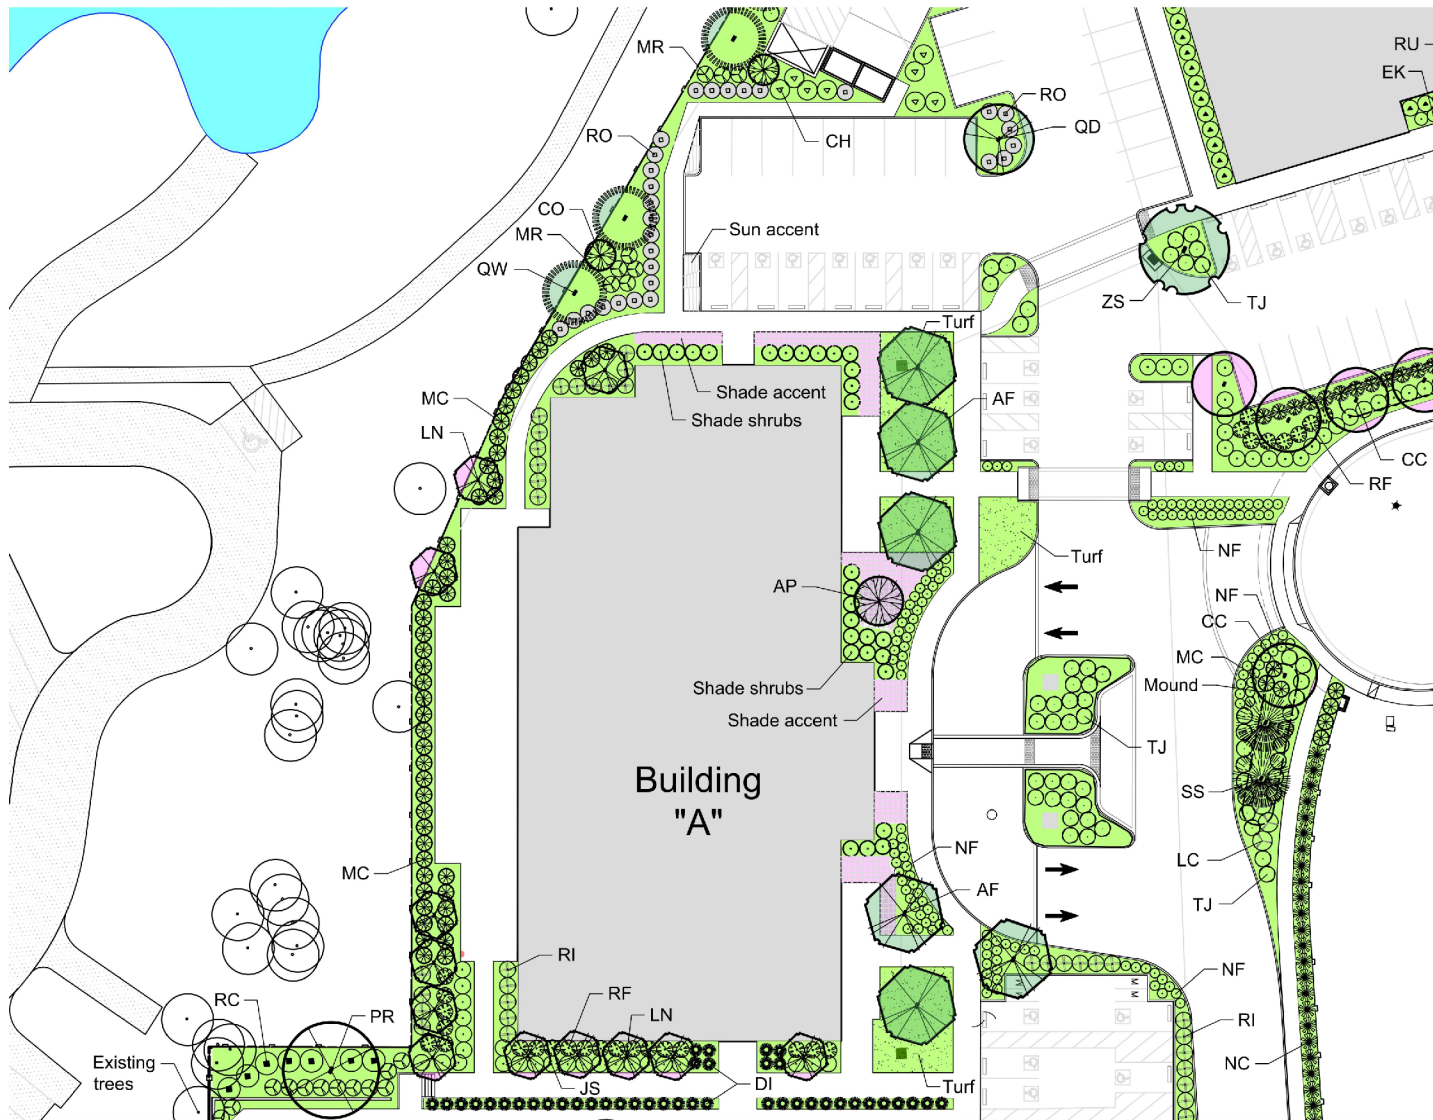 MR
RU
EK
RO
QD
RO
CH
CO
MR
Sun accent
QW
ZS
TJ
Turf
Shade accent
MC
AF
Shade shrubs
LN
CC
RF
NF
Turf
AP
NF
CC
MC
Shade shrubs
Mound
Shade accent
TJ
Building
"A"
SS
NF
LC
MC
AF
TJ
RI
NF
RF
RC
LN
PR
RI
Existing
trees
NC
JS
DI
Turf
M M
M M